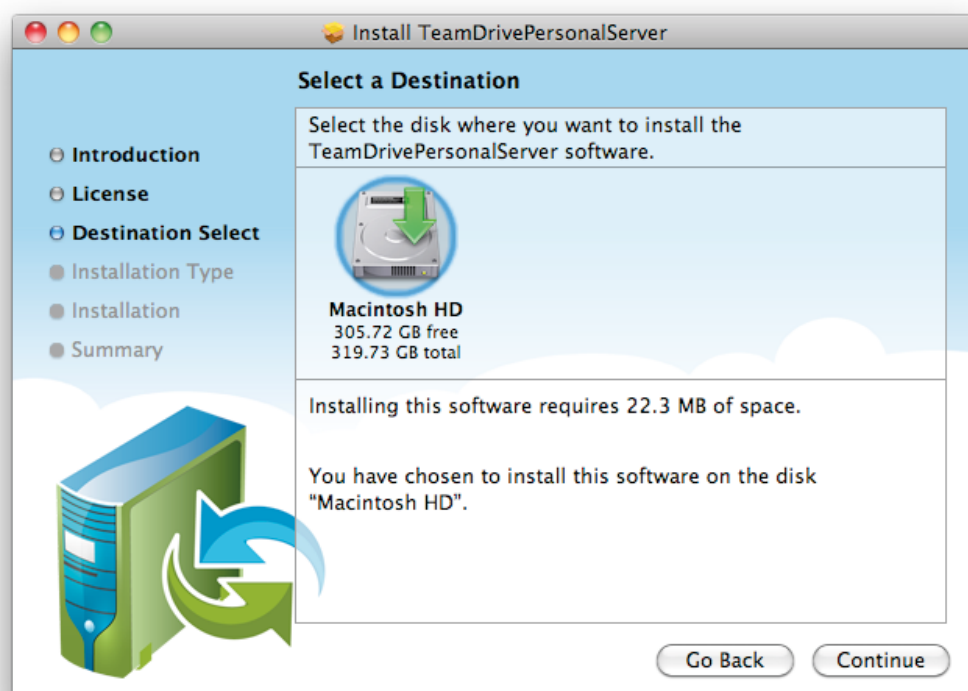 Install TeamDrivePersonalServer
Select a Destination
Introduction
License
Destination Select
Installation Type
Installation
Summary
Select the disk where you want to install the
TeamDrivePersonalServer software.
Macintosh HD
305.72 GB free
319.73 GB total
Installing this software requires 22.3 MB of space.
You have chosen to install this software on the disk
“Macintosh HD”.
Go Back
Continue